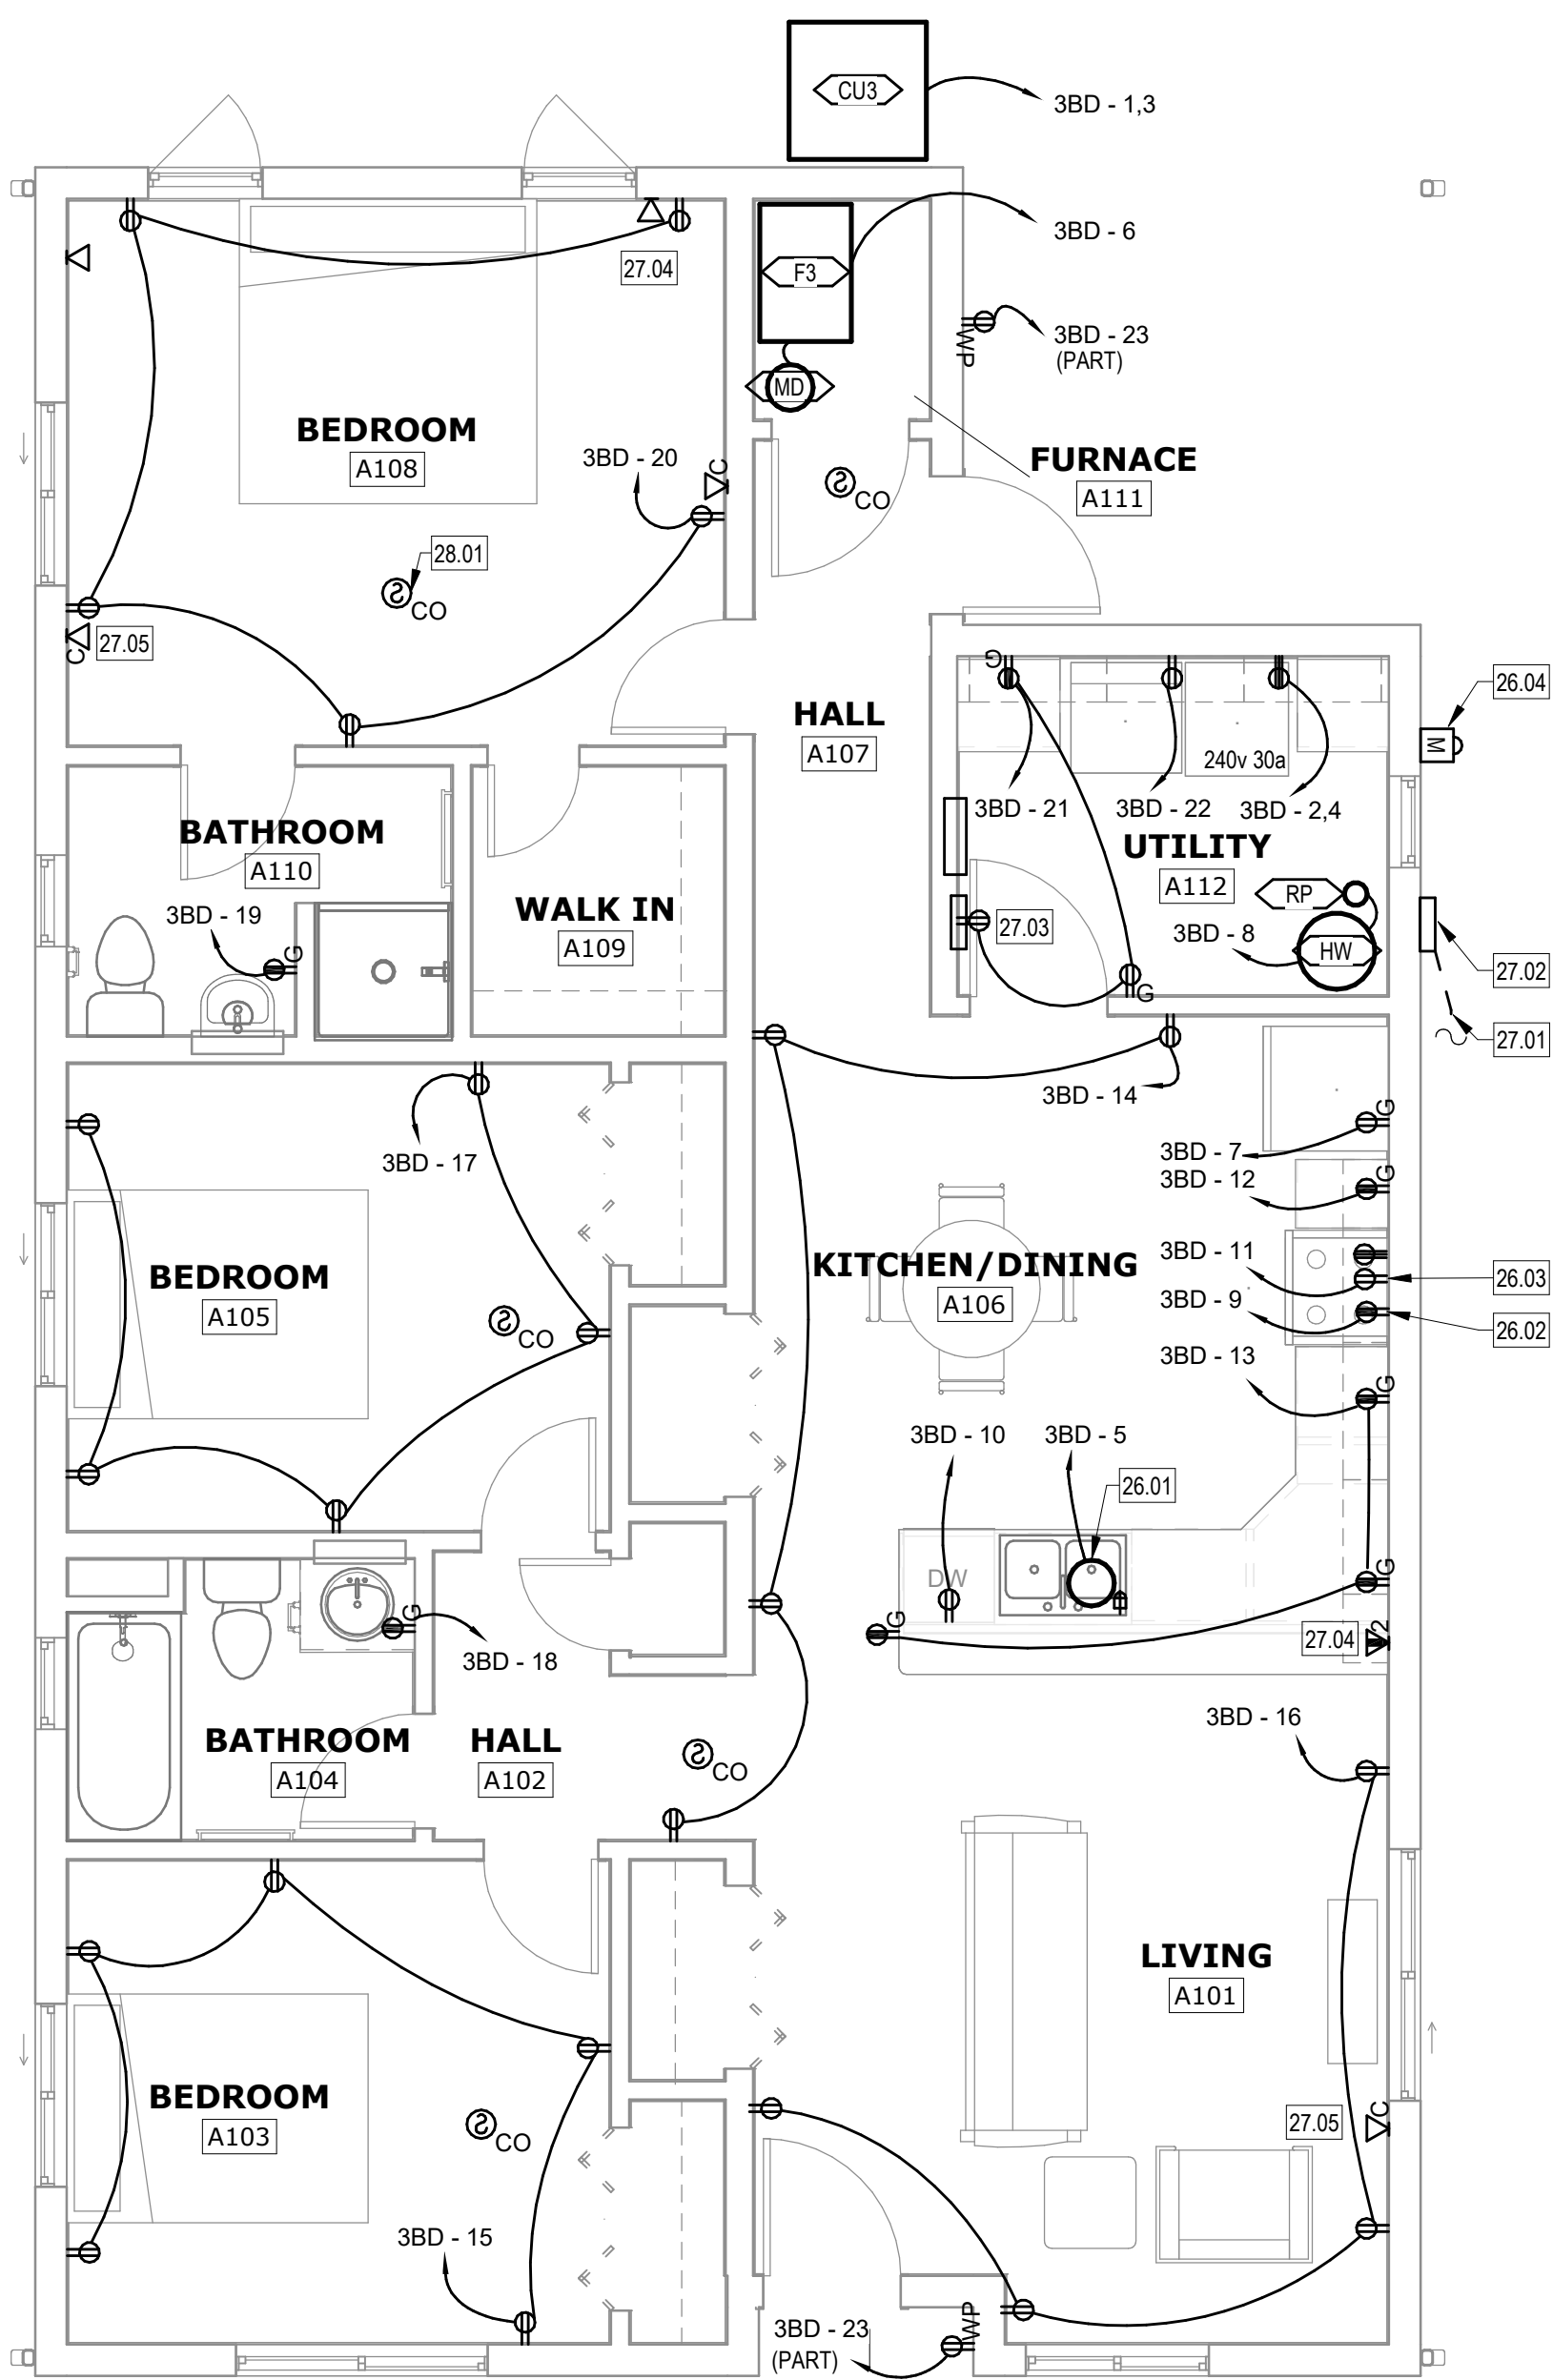 CU3
3BD - 1,3
3BD - 6
F3
27.04
WP
3BD - 23
(PART)
MD
BEDROOM
A108
3BD - 20
C
FURNACE
A111
CO
28.01
CO
27.05
C
G
26.04
HALL
A107
M
240v 30a
3BD - 21
3BD - 22
3BD - 2,4
BATHROOM
A110
UTILITY
A112
RP
3BD - 19
G
WALK IN
A109
27.03
3BD - 8
HW
27.02
G
27.01
3BD - 14
G
3BD - 7
3BD - 17
3BD - 12
G
BEDROOM
A105
KITCHEN/DINING
A106
3BD - 11
26.03
3BD - 9
26.02
CO
3BD - 13
G
3BD - 10
3BD - 5
26.01
DW
G
G
G
3BD - 18
27.04
2
3BD - 16
BATHROOM
A104
HALL
A102
CO
LIVING
A101
BEDROOM
A103
CO
27.05
C
3BD - 15
3BD - 23
(PART)
WP